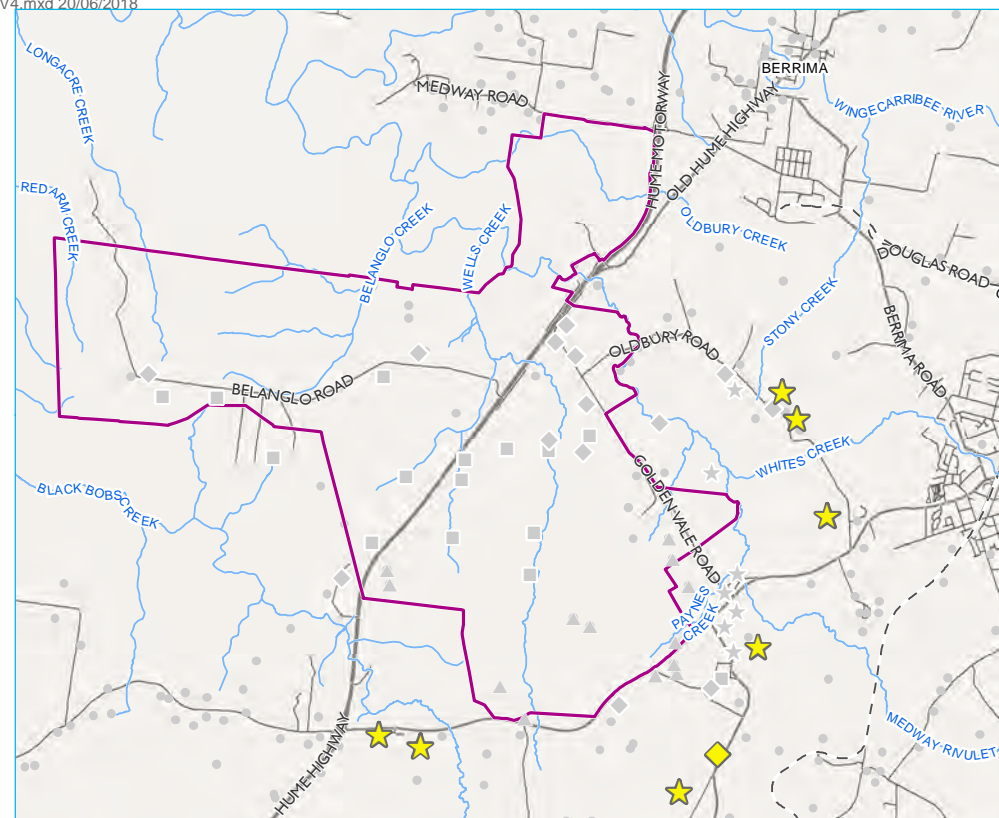 V4.mxd 20/06/2018
LONGACRE CREEK
MEDWAY ROAD
HUME MOTORWAY
BERRIMA
OLD HUME HIGHWAY
WINGECARRIBEE RIVER
RED ARM CREEK
BELANGLO CREEK
WELLS CREEK
OLDBURY CREEK
DOUGLAS ROAD
STONY CREEK
BERRIMA ROAD
OLDBURY ROAD
BELANGLO ROAD
WHITES CREEK
GOLDEN VALE ROAD
BLACK BOBS CREEK
PAYNES
CREEK
HUME HIGHWAY
MEDWAY RIVULET